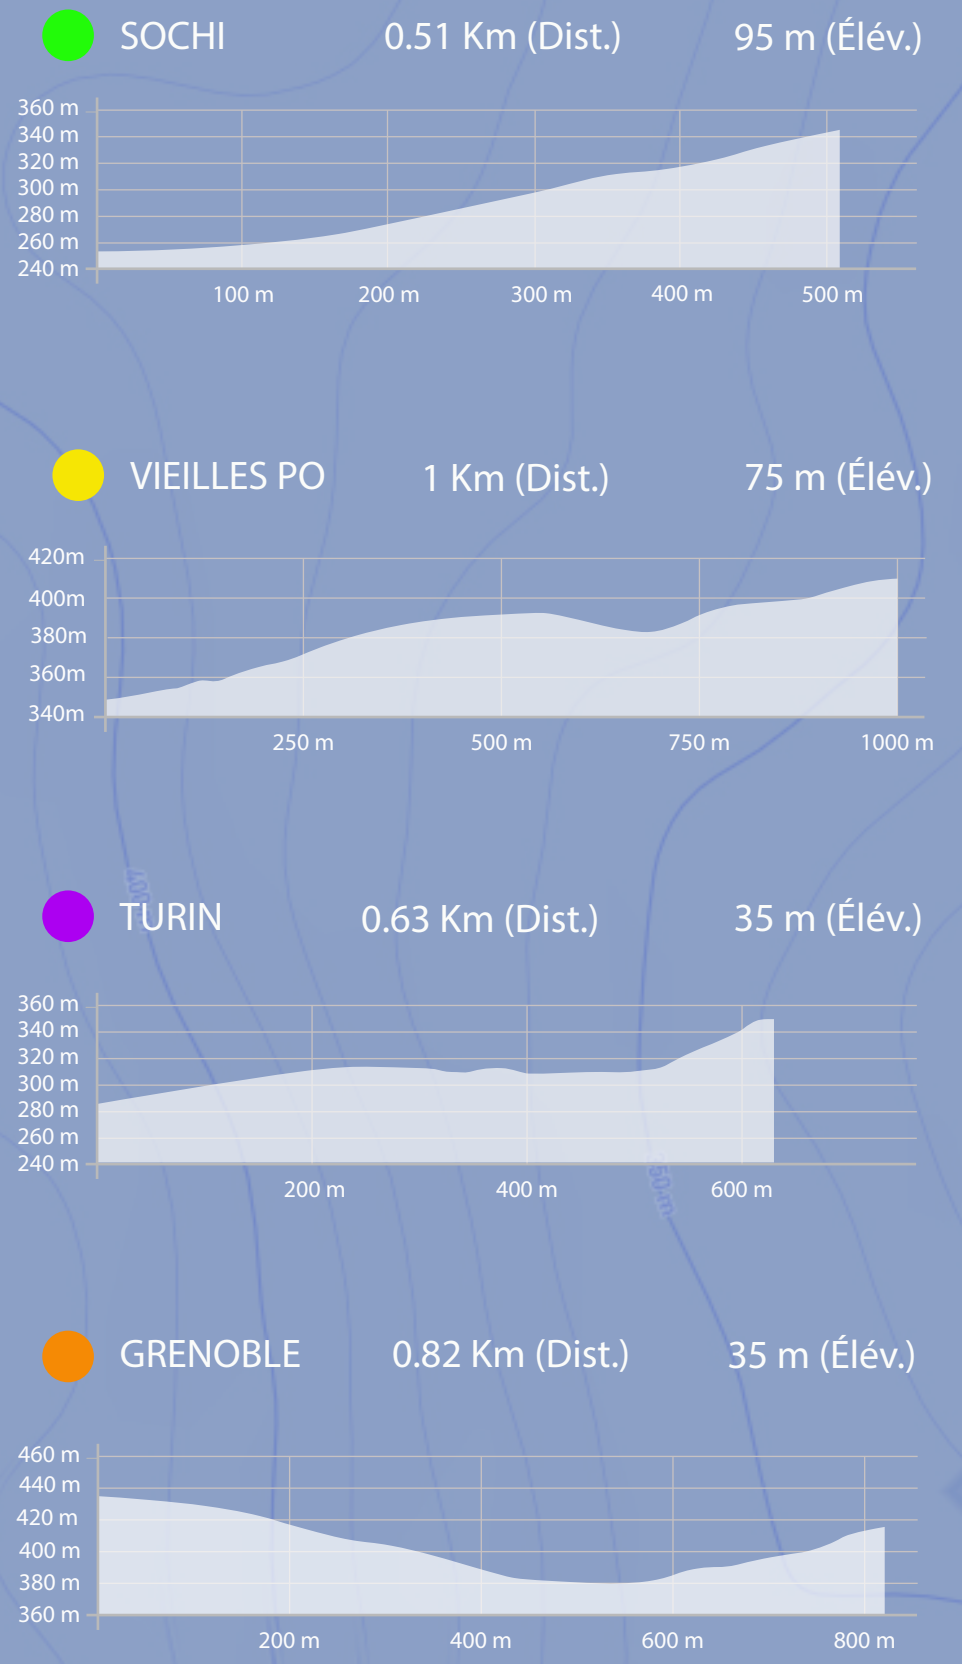 SOCHI 0.51 Km (Dist.) 95 m (Élév.)
360 m
340 m
320 m
300 m
280 m
260 m
240 m
100 m 200 m 300 m 400 m 500 m
VIEILLES PO 1 Km (Dist.) 75 m (Élév.)
420m
400m
380m
360m
340m
250 m 500 m 750 m 1000 m
TURIN 0.63 Km (Dist.) 35 m (Élév.)
360 m
340 m
320 m
300 m
280 m
260 m
240 m
200 m 400 m 600 m
350 m
GRENOBLE 0.82 Km (Dist.) 35 m (Élév.)
460 m
440 m
420 m
400 m
380 m
360 m
200 m 400 m 600 m 800 m